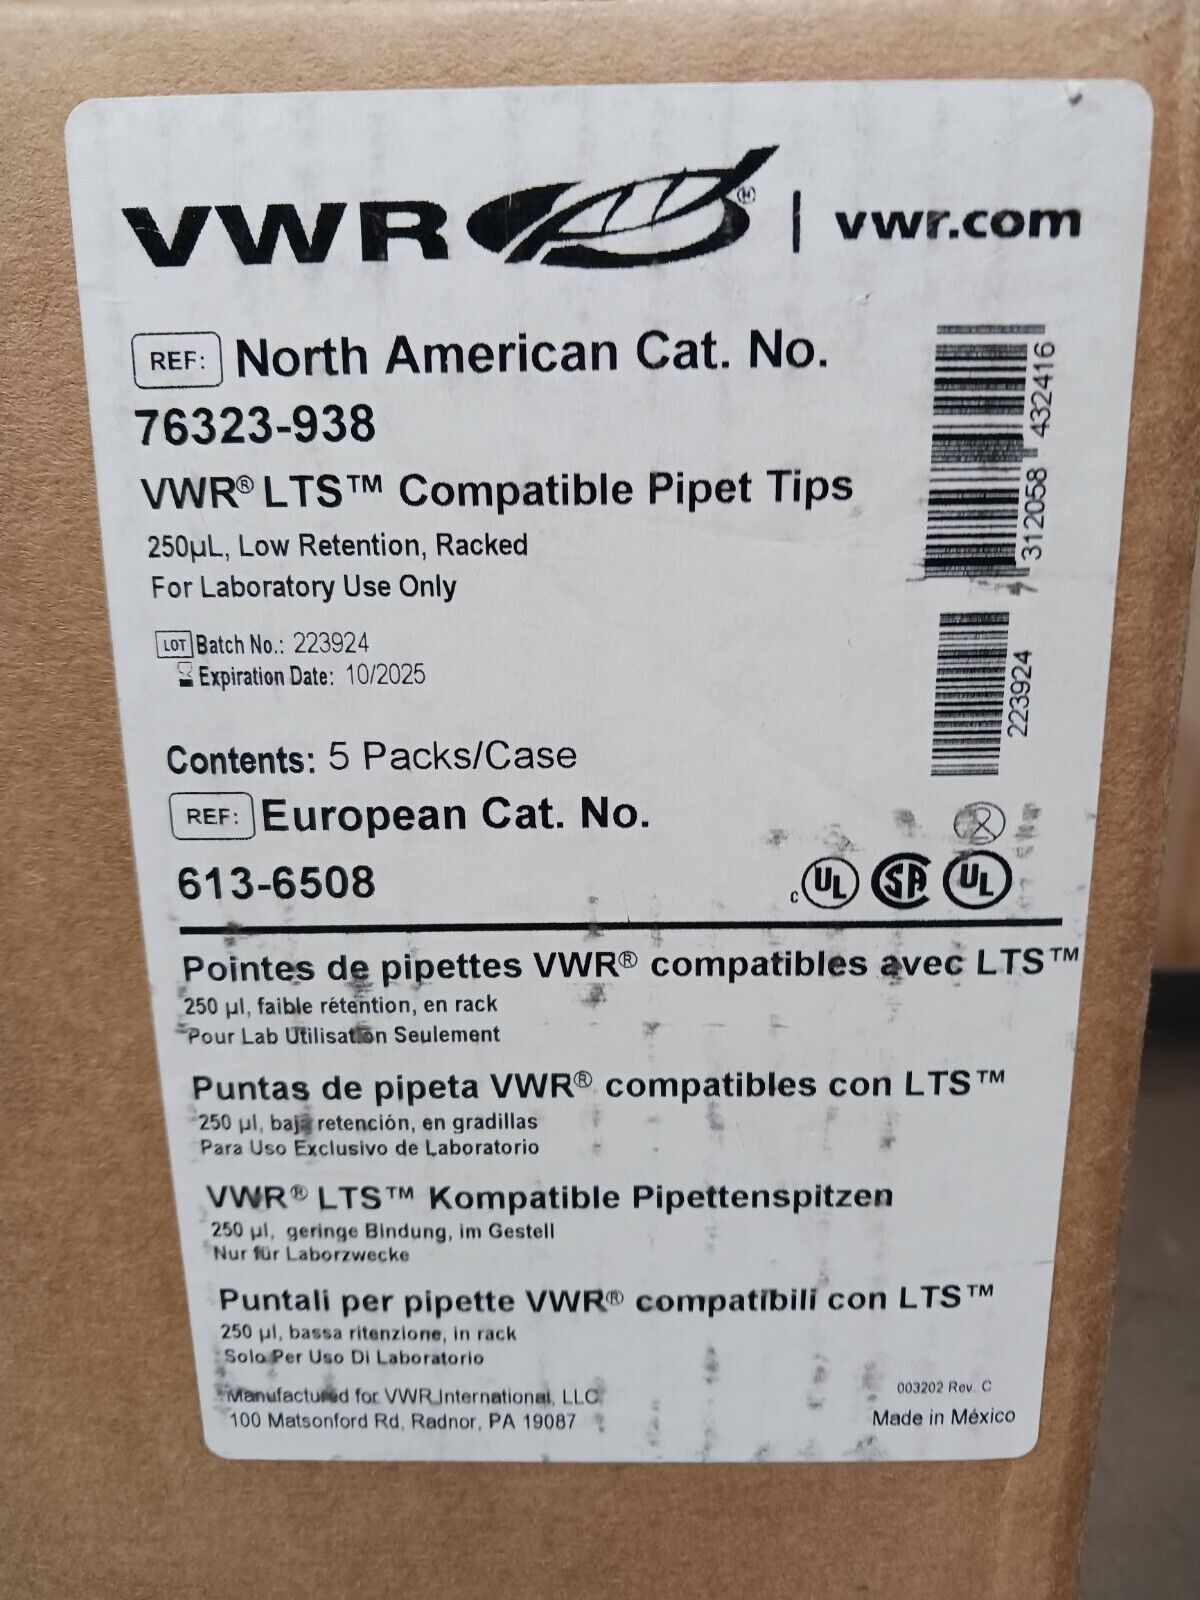 VWR® | vwr.com
REF: North American Cat. No.
76323-938
VWR® LTS™ Compatible Pipet Tips
250µL, Low Retention, Racked
For Laboratory Use Only
LOT Batch No.: 223924
Expiration Date: 10/2025
Contents: 5 Packs/Case
REF: European Cat. No.
613-6508
7 312058 432416
223924
c UL SA UL
Pointes de pipettes VWR® compatibles avec LTS™
250 µl, faible rétention, en rack
Pour Lab Utilisation Seulement
Puntas de pipeta VWR® compatibles con LTS™
250 µl, baja retención, en gradillas
Para Uso Exclusivo de Laboratorio
VWR® LTS™ Kompatible Pipettenspitzen
250 µl, geringe Bindung, im Gestell
Nur für Laborzwecke
Puntali per pipette VWR® compatibili con LTS™
250 µl, bassa ritenzione, in rack
Solo Per Uso Di Laboratorio
Manufactured for VWR International, LLC
100 Matsonford Rd, Radnor, PA 19087
003202 Rev. C
Made in México